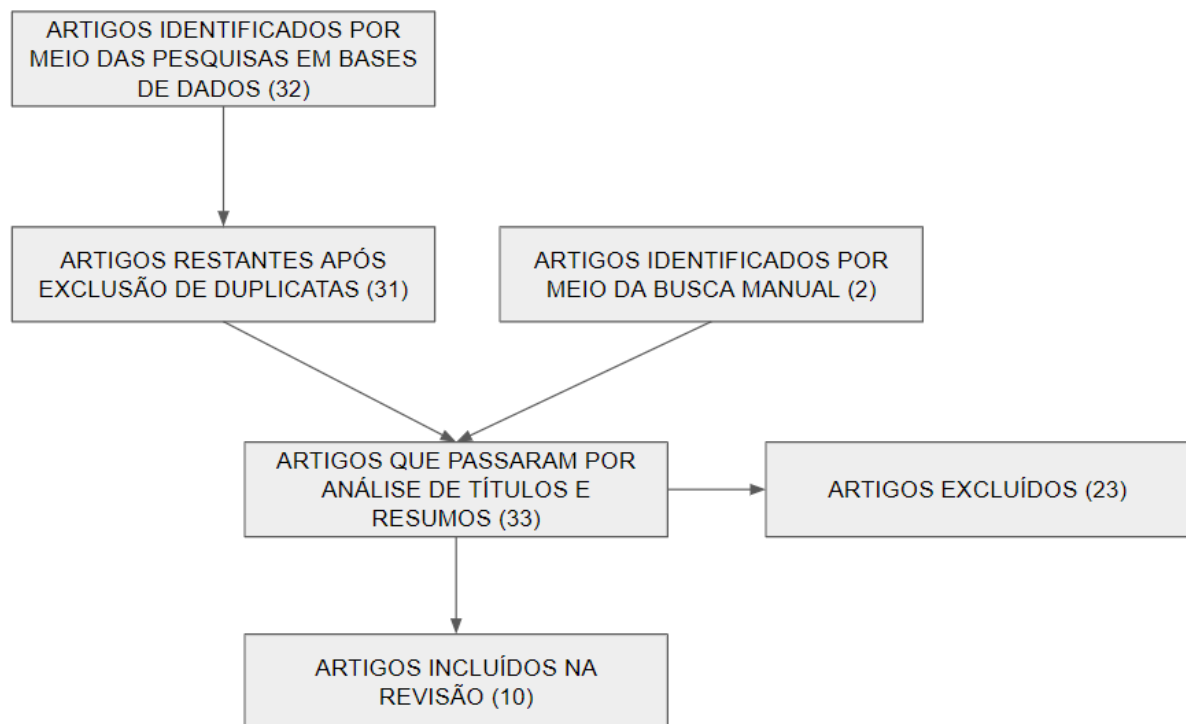 ARTIGOS IDENTIFICADOS POR
MEIO DAS PESQUISAS EM BASES
DE DADOS (32)
ARTIGOS RESTANTES APÓS
EXCLUSÃO DE DUPLICATAS (31)
ARTIGOS IDENTIFICADOS POR
MEIO DA BUSCA MANUAL (2)
ARTIGOS QUE PASSARAM POR
ANÁLISE DE TÍTULOS E
RESUMOS (33)
ARTIGOS EXCLUÍDOS (23)
ARTIGOS INCLUÍDOS NA
REVISÃO (10)